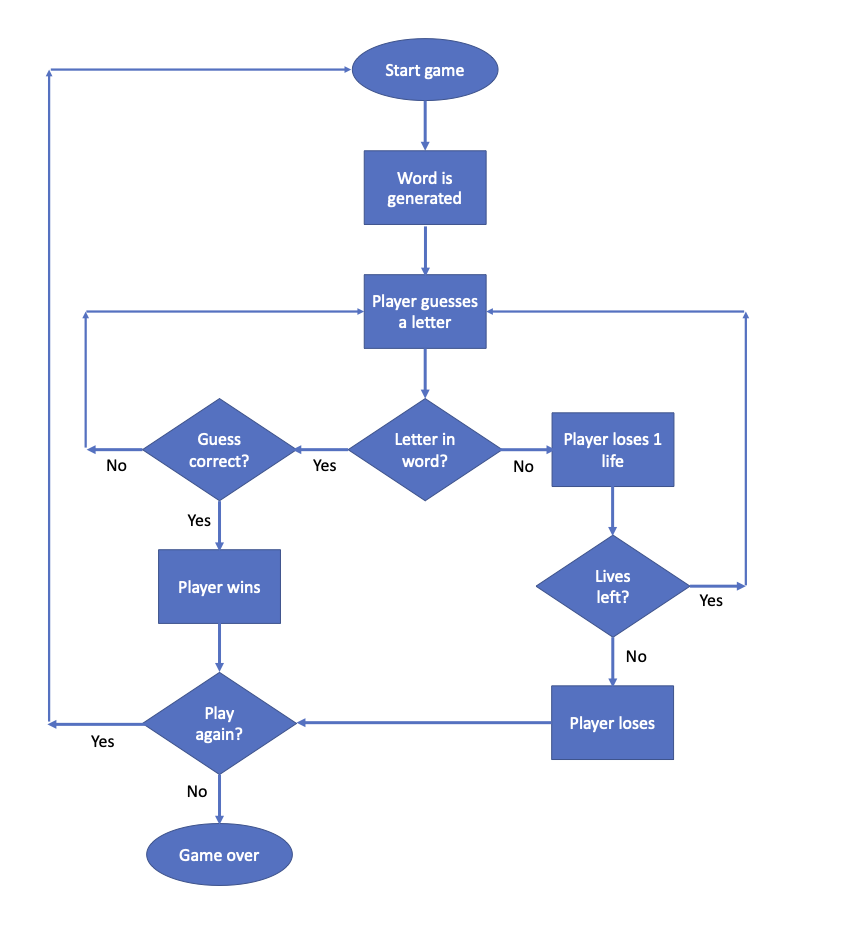 Start game
Word is
generated
Player guesses
a letter
Guess
correct?
Letter in
word?
Player loses 1
life
No
Yes
No
Yes
Player wins
Lives
left?
Yes
No
Play
again?
Player loses
Yes
No
Game over